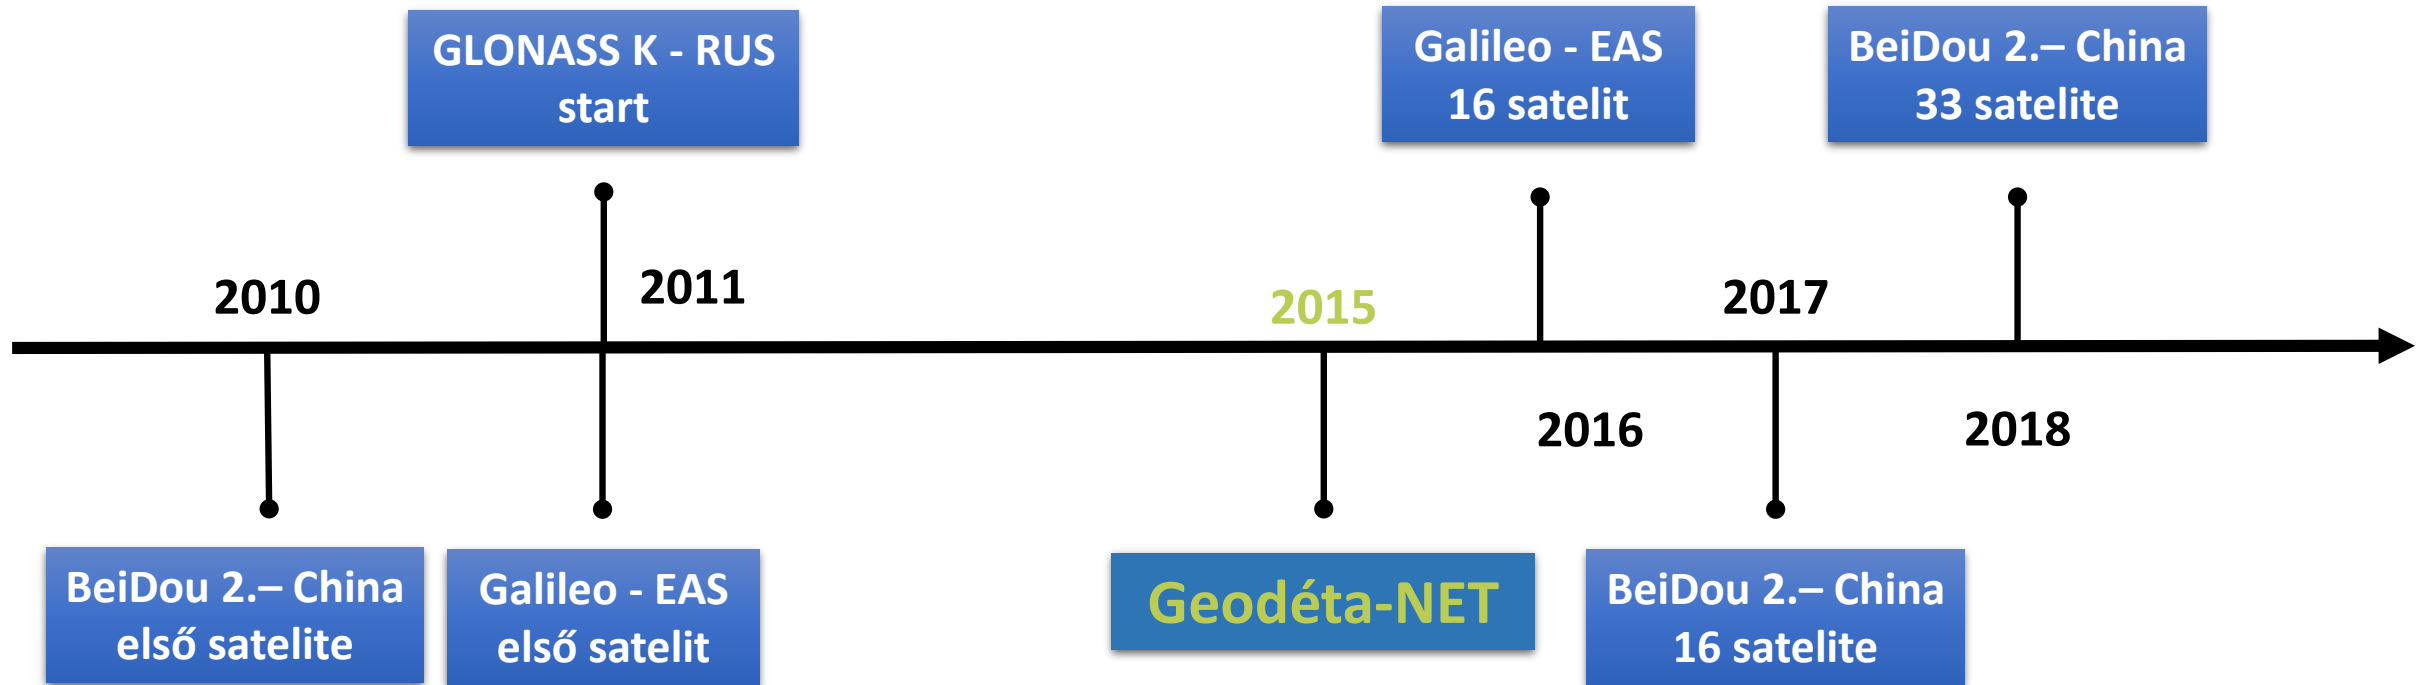 GLONASS K - RUS
start
Galileo - EAS
16 satelit
BeiDou 2.– China
33 satelite
2010
2011
2015
2017
2016
2018
BeiDou 2.– China
első satelite
Galileo - EAS
első satelit
Geodéta-NET
BeiDou 2.– China
16 satelite